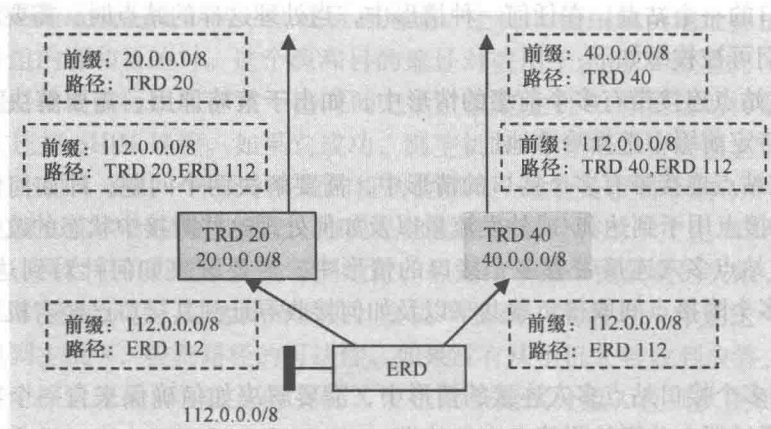 前缀: 20.0.0.0/8
路径: TRD 20
前缀: 40.0.0.0/8
路径: TRD 40
前缀: 112.0.0.0/8
路径: TRD 20,ERD 112
前缀: 112.0.0.0/8
路径: TRD 40,ERD 112
TRD 20
20.0.0.0/8
TRD 40
40.0.0.0/8
前缀: 112.0.0.0/8
路径: ERD 112
前缀: 112.0.0.0/8
路径: ERD 112
ERD
112.0.0.0/8